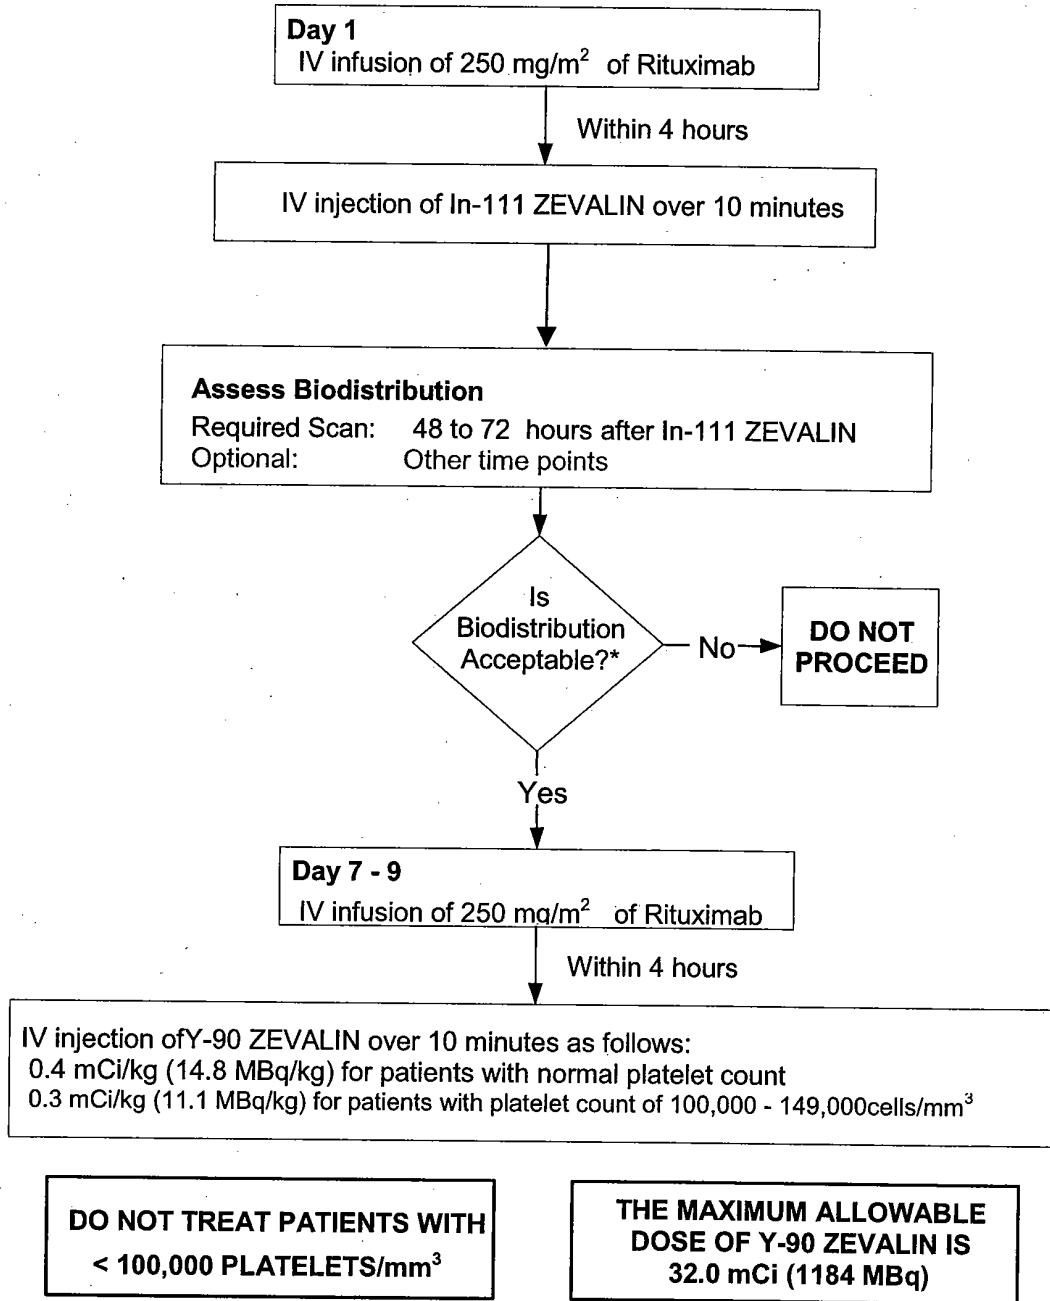 Day 1
IV infusion of 250 mg/m² of Rituximab
Within 4 hours
IV injection of In-111 ZEVALIN over 10 minutes
Assess Biodistribution
Required Scan: 48 to 72 hours after In-111 ZEVALIN
Optional: Other time points
Is
Biodistribution
Acceptable?*
No
DO NOT
PROCEED
Yes
Day 7 - 9
IV infusion of 250 mg/m² of Rituximab
Within 4 hours
IV injection ofY-90 ZEVALIN over 10 minutes as follows:
0.4 mCi/kg (14.8 MBq/kg) for patients with normal platelet count
0.3 mCi/kg (11.1 MBq/kg) for patients with platelet count of 100,000 - 149,000cells/mm³
DO NOT TREAT PATIENTS WITH
< 100,000 PLATELETS/mm³
THE MAXIMUM ALLOWABLE
DOSE OF Y-90 ZEVALIN IS
32.0 mCi (1184 MBq)